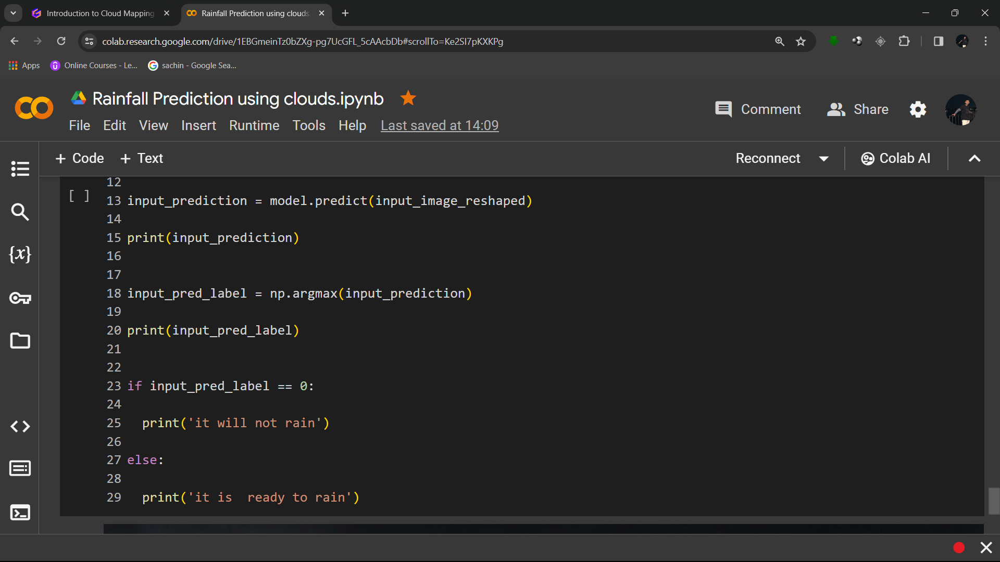 Introduction to Cloud Mapping
Rainfall Prediction using clouds.
colab.research.google.com/drive/1EBGmeinTz0bZXg-pg7UcGFL_5cAAcbDb#scrollTo=Ke2SI7pKXKPg
Apps
Online Courses - Le...
sachin - Google Sea...
Rainfall Prediction using clouds.ipynb
Comment
Share
File Edit View Insert Runtime Tools Help Last saved at 14:09
+ Code + Text
Reconnect
Colab AI
12
[ ] 13 input_prediction = model.predict(input_image_reshaped)
14
15 print(input_prediction)
16
17
18 input_pred_label = np.argmax(input_prediction)
19
20 print(input_pred_label)
21
22
23 if input_pred_label == 0:
24
25   print('it will not rain')
26
27 else:
28
29   print('it is  ready to rain')
{x}